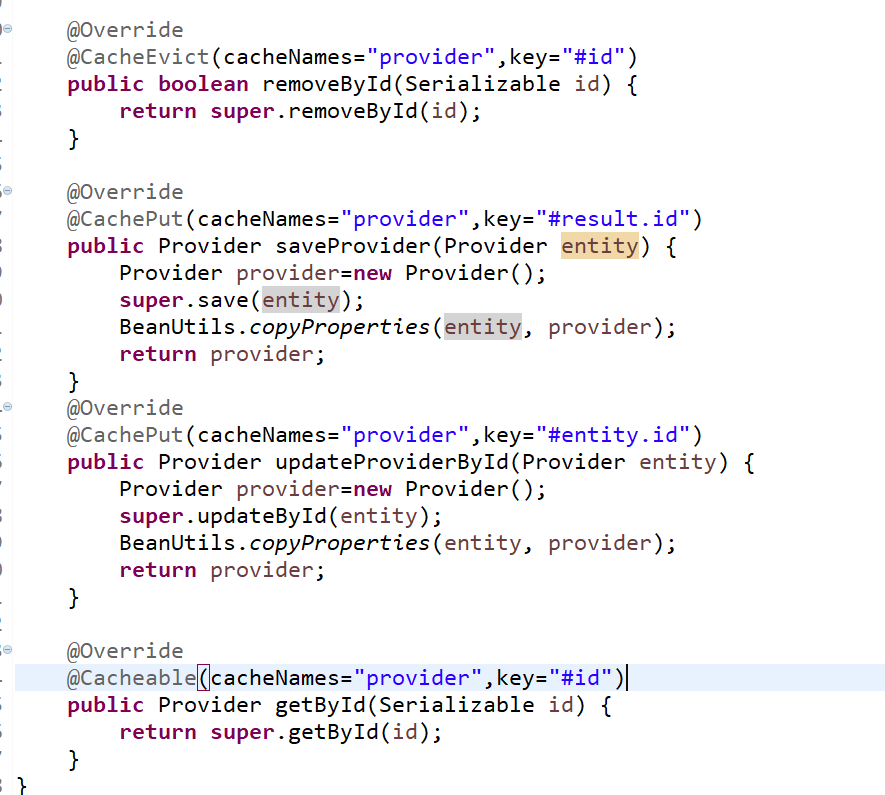 @Override
@CacheEvict(cacheNames="provider",key="#id")
public boolean removeById(Serializable id) {
return super.removeById(id);
}
@Override
@CachePut(cacheNames="provider",key="#result.id")
public Provider saveProvider(Provider entity) {
Provider provider=new Provider();
super.save(entity);
BeanUtils.copyProperties(entity, provider);
return provider;
}
@Override
@CachePut(cacheNames="provider",key="#entity.id")
public Provider updateProviderById(Provider entity) {
Provider provider=new Provider();
super.updateById(entity);
BeanUtils.copyProperties(entity, provider);
return provider;
}
@Override
@Cacheable(cacheNames="provider",key="#id")
public Provider getById(Serializable id) {
return super.getById(id);
}
}